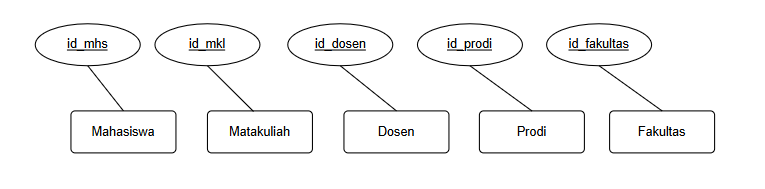 id_mhs
id_mkl
id_dosen
id_prodi
id_fakultas
Mahasiswa
Matakuliah
Dosen
Prodi
Fakultas